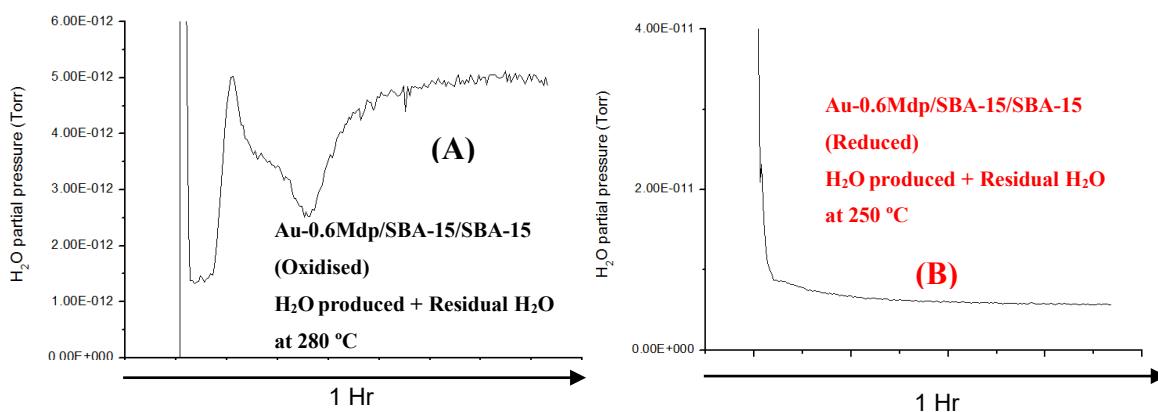 6.00E-012
5.00E-012
4.00E-012
3.00E-012
2.00E-012
1.00E-012
0.00E+000
H₂O partial pressure (Torr)
(A)
Au-0.6Mdp/SBA-15/SBA-15
(Oxidised)
H₂O produced + Residual H₂O
at 280 ºC
1 Hr
4.00E-011
2.00E-011
0.00E+000
H₂O partial pressure (Torr)
Au-0.6Mdp/SBA-15/SBA-15
(Reduced)
H₂O produced + Residual H₂O
at 250 ºC
(B)
1 Hr